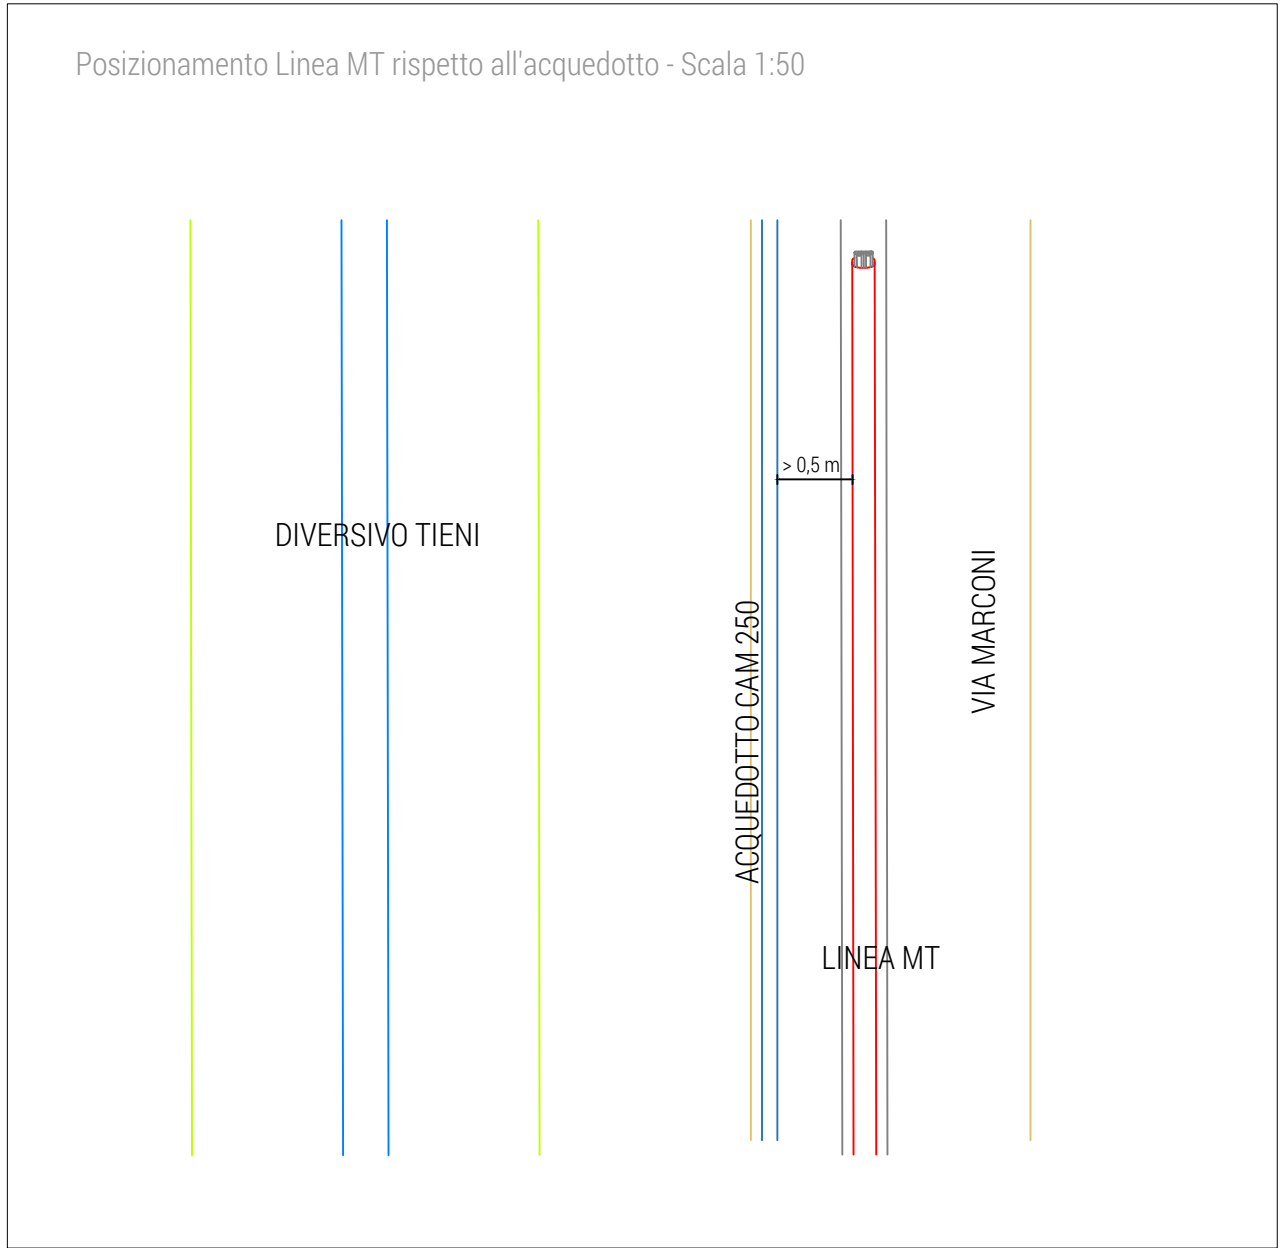 Posizionamento Linea MT rispetto all'acquedotto - Scala 1:50
> 0,5 m
DIVERSIVO TIENI
ACQUEDOTTO CAM 250
VIA MARCONI
LINEA MT